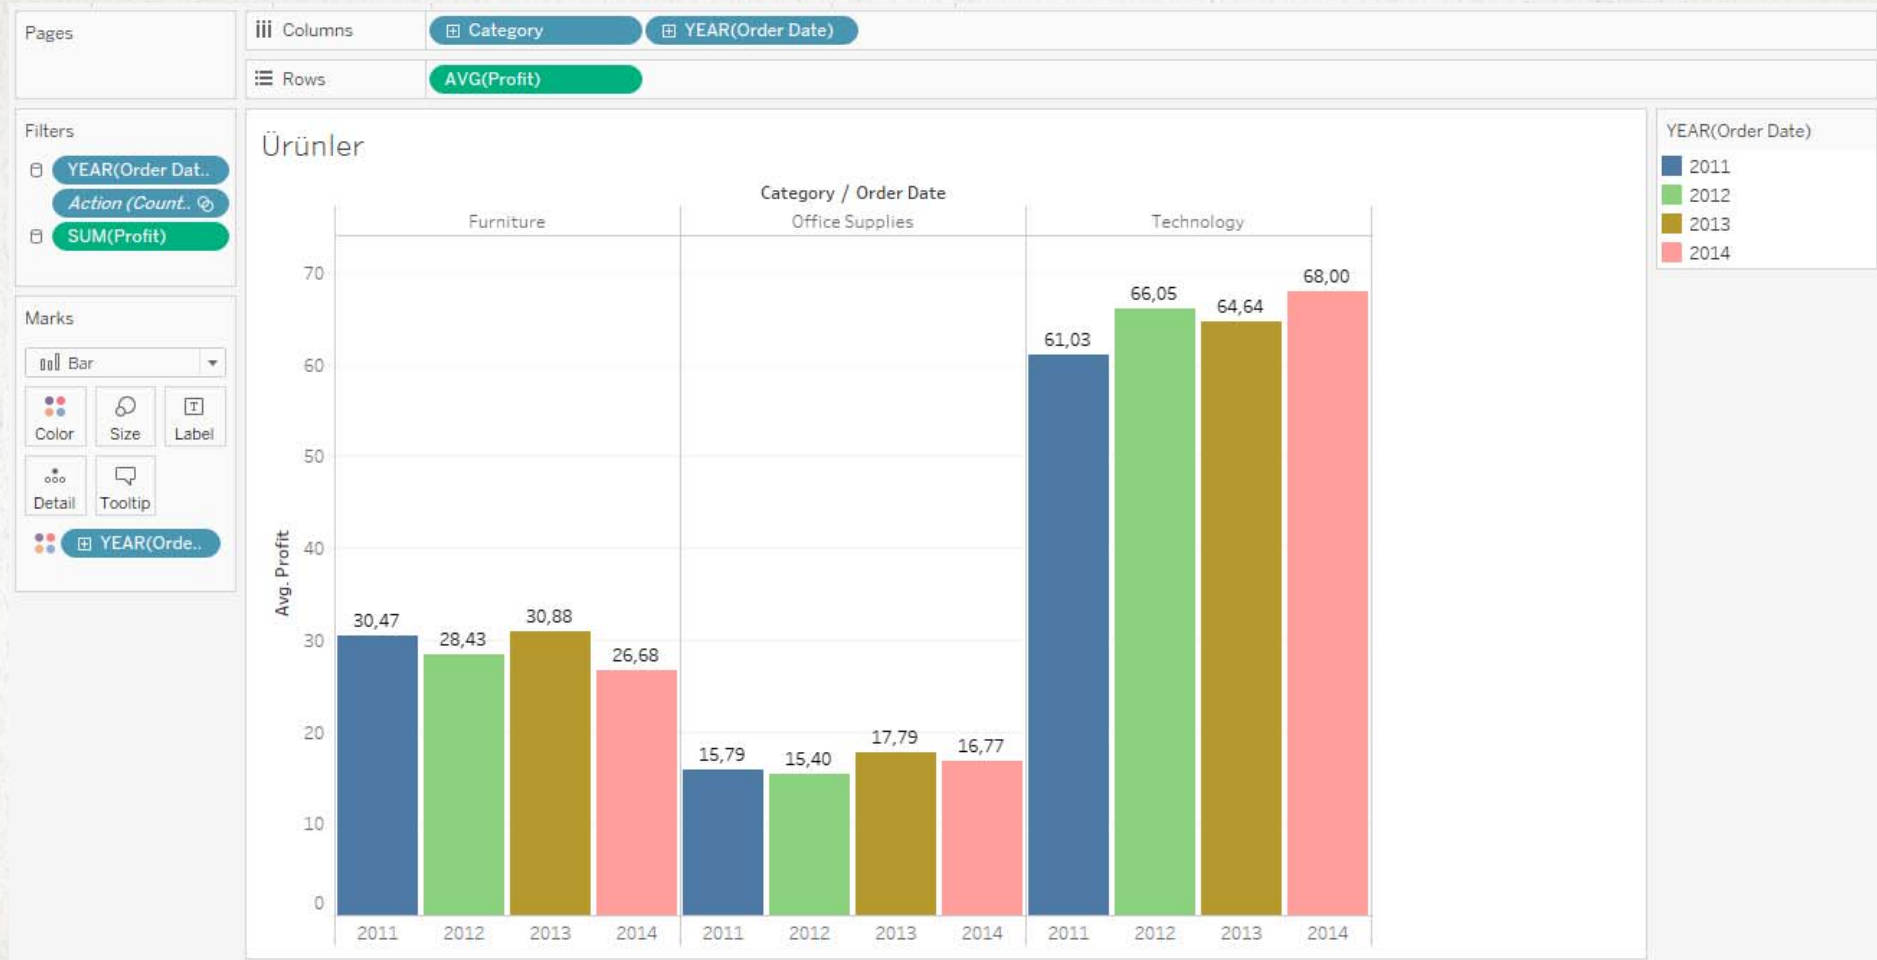 Pages
Columns
Category
YEAR(Order Date)
Rows
AVG(Profit)
Filters
YEAR(Order Dat..
Action (Count..
SUM(Profit)
Marks
Bar
Color Size Label
Detail Tooltip
YEAR(Orde..
Ürünler
Category / Order Date
Furniture Office Supplies Technology
Avg. Profit
70
60
50
40
30
20
10
0
30,47 28,43 30,88 26,68
15,79 15,40 17,79 16,77
61,03 66,05 64,64 68,00
2011 2012 2013 2014 2011 2012 2013 2014 2011 2012 2013 2014
YEAR(Order Date)
2011
2012
2013
2014